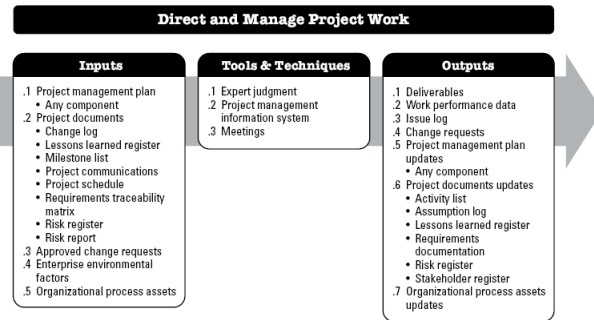 Direct and Manage Project Work
Inputs
.1 Project management plan
• Any component
.2 Project documents
• Change log
• Lessons learned register
• Milestone list
• Project communications
• Project schedule
• Requirements traceability
matrix
• Risk register
• Risk report
.3 Approved change requests
.4 Enterprise environmental
factors
.5 Organizational process assets
Tools & Techniques
.1 Expert judgment
.2 Project management
information system
.3 Meetings
Outputs
.1 Deliverables
.2 Work performance data
.3 Issue log
.4 Change requests
.5 Project management plan
updates
• Any component
.6 Project documents updates
• Activity list
• Assumption log
• Lessons learned register
• Requirements
documentation
• Risk register
• Stakeholder register
.7 Organizational process assets
updates